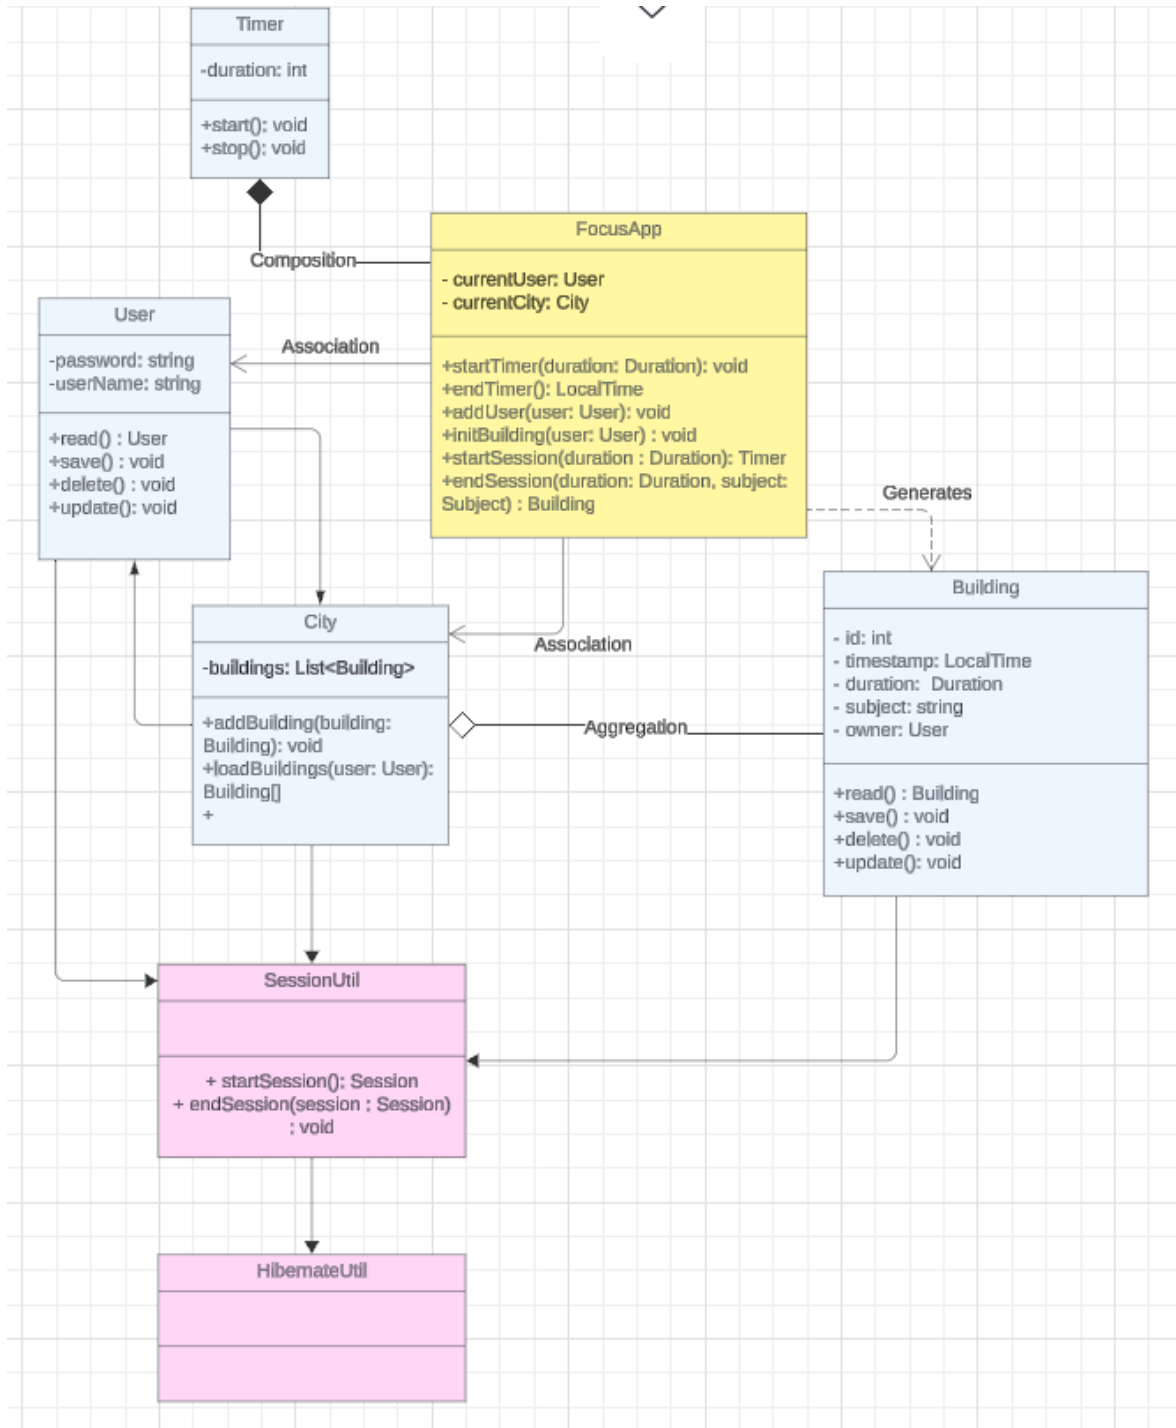 Timer
-duration: int
+start(): void
+stop(): void
Composition
FocusApp
- currentUser: User
- currentCity: City
+startTimer(duration: Duration): void
+endTimer(): LocalTime
+addUser(user: User): void
+initBuilding(user: User) : void
+startSession(duration : Duration): Timer
+endSession(duration: Duration, subject:
Subject) : Building
Association
User
-password: string
-userName: string
+read() : User
+save() : void
+delete() : void
+update(): void
Generates
Association
City
-buildings: List<Building>
+addBuilding(building:
Building): void
+loadBuildings(user: User):
Building[]
+
Aggregation
Building
- id: int
- timestamp: LocalTime
- duration:  Duration
- subject: string
- owner: User
+read() : Building
+save() : void
+delete() : void
+update(): void
SessionUtil
+ startSession(): Session
+ endSession(session : Session)
: void
HibernateUtil